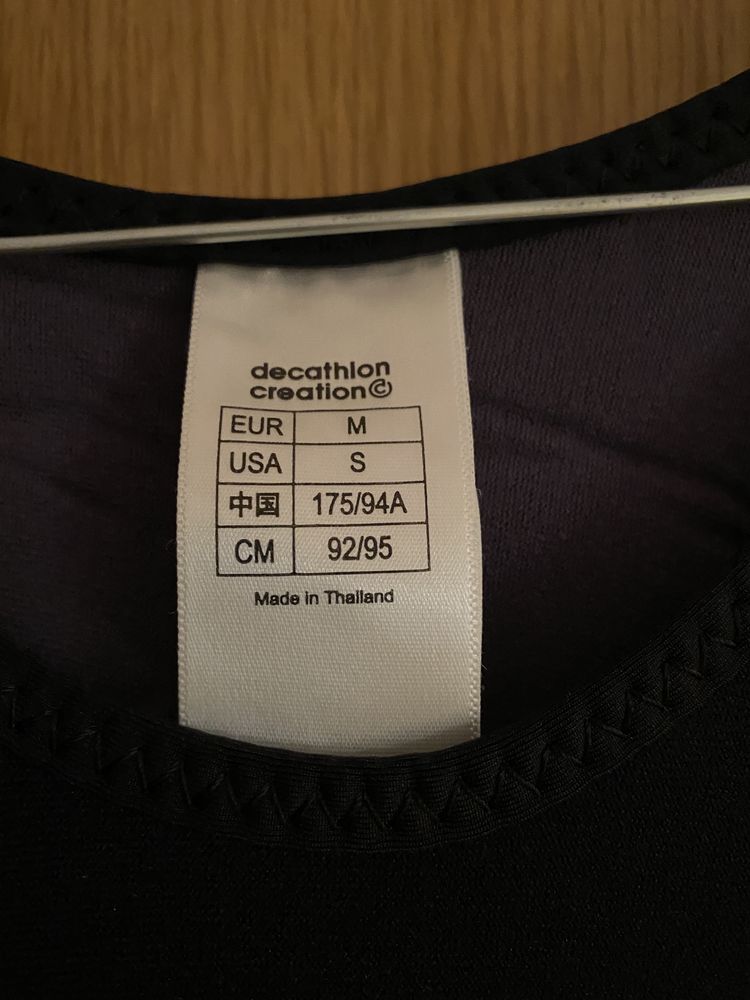 decathlon
creation©
EUR M
USA S
中国 175/94A
CM 92/95
Made in Thailand